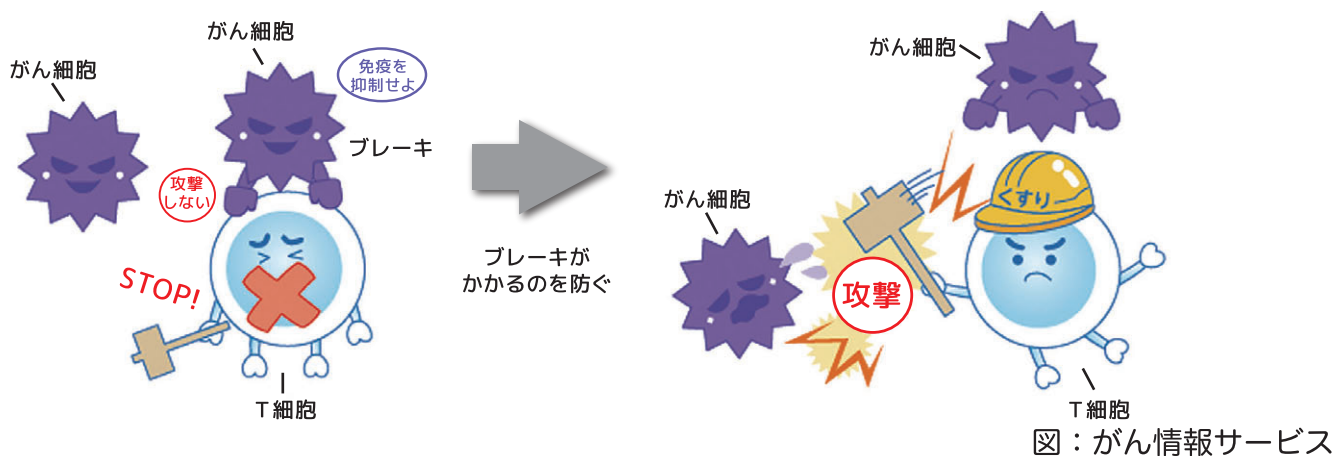 がん細胞
がん細胞
免疫を
抑制せよ
ブレーキ
攻撃
しない
STOP!
T細胞
ブレーキが
かかるのを防ぐ
がん細胞
くすり
がん細胞
攻撃
T細胞
図：がん情報サービス